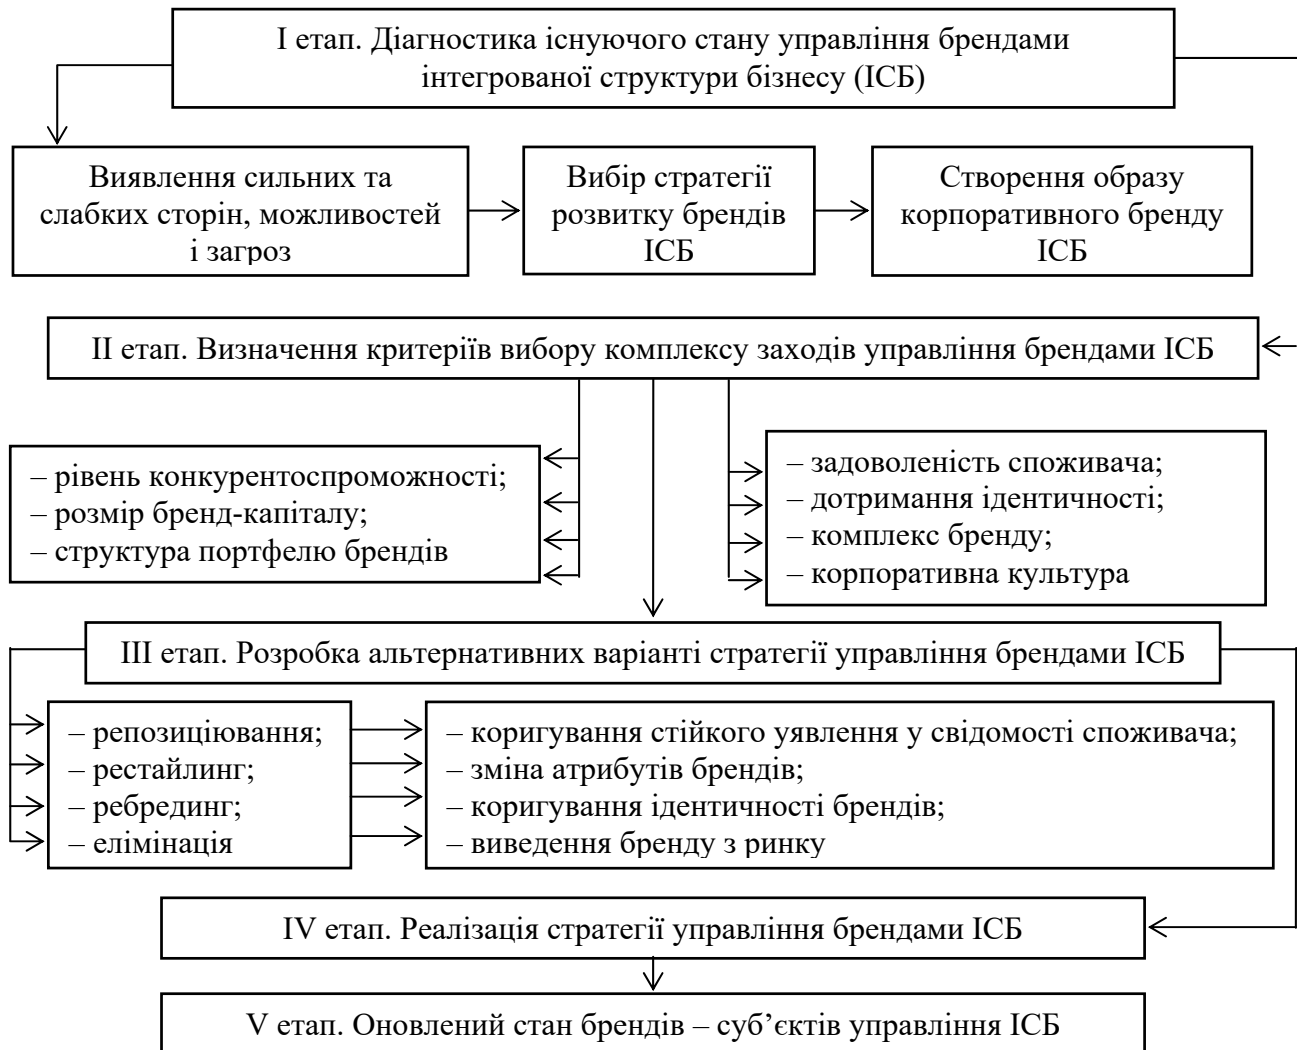 І етап. Діагностика існуючого стану управління брендами
інтегрованої структури бізнесу (ІСБ)
Виявлення сильних та
слабких сторін, можливостей
і загроз
Вибір стратегії
розвитку брендів
ІСБ
Створення образу
корпоративного бренду
ІСБ
ІІ етап. Визначення критеріїв вибору комплексу заходів управління брендами ІСБ
– рівень конкурентоспроможності;
– розмір бренд-капіталу;
– структура портфелю брендів
– задоволеність споживача;
– дотримання ідентичності;
– комплекс бренду;
– корпоративна культура
ІІІ етап. Розробка альтернативних варіанті стратегії управління брендами ІСБ
– репозиціювання;
– рестайлинг;
– ребрединг;
– елімінація
– коригування стійкого уявлення у свідомості споживача;
– зміна атрибутів брендів;
– коригування ідентичності брендів;
– виведення бренду з ринку
IV етап. Реалізація стратегії управління брендами ІСБ
V етап. Оновлений стан брендів – суб’єктів управління ІСБ